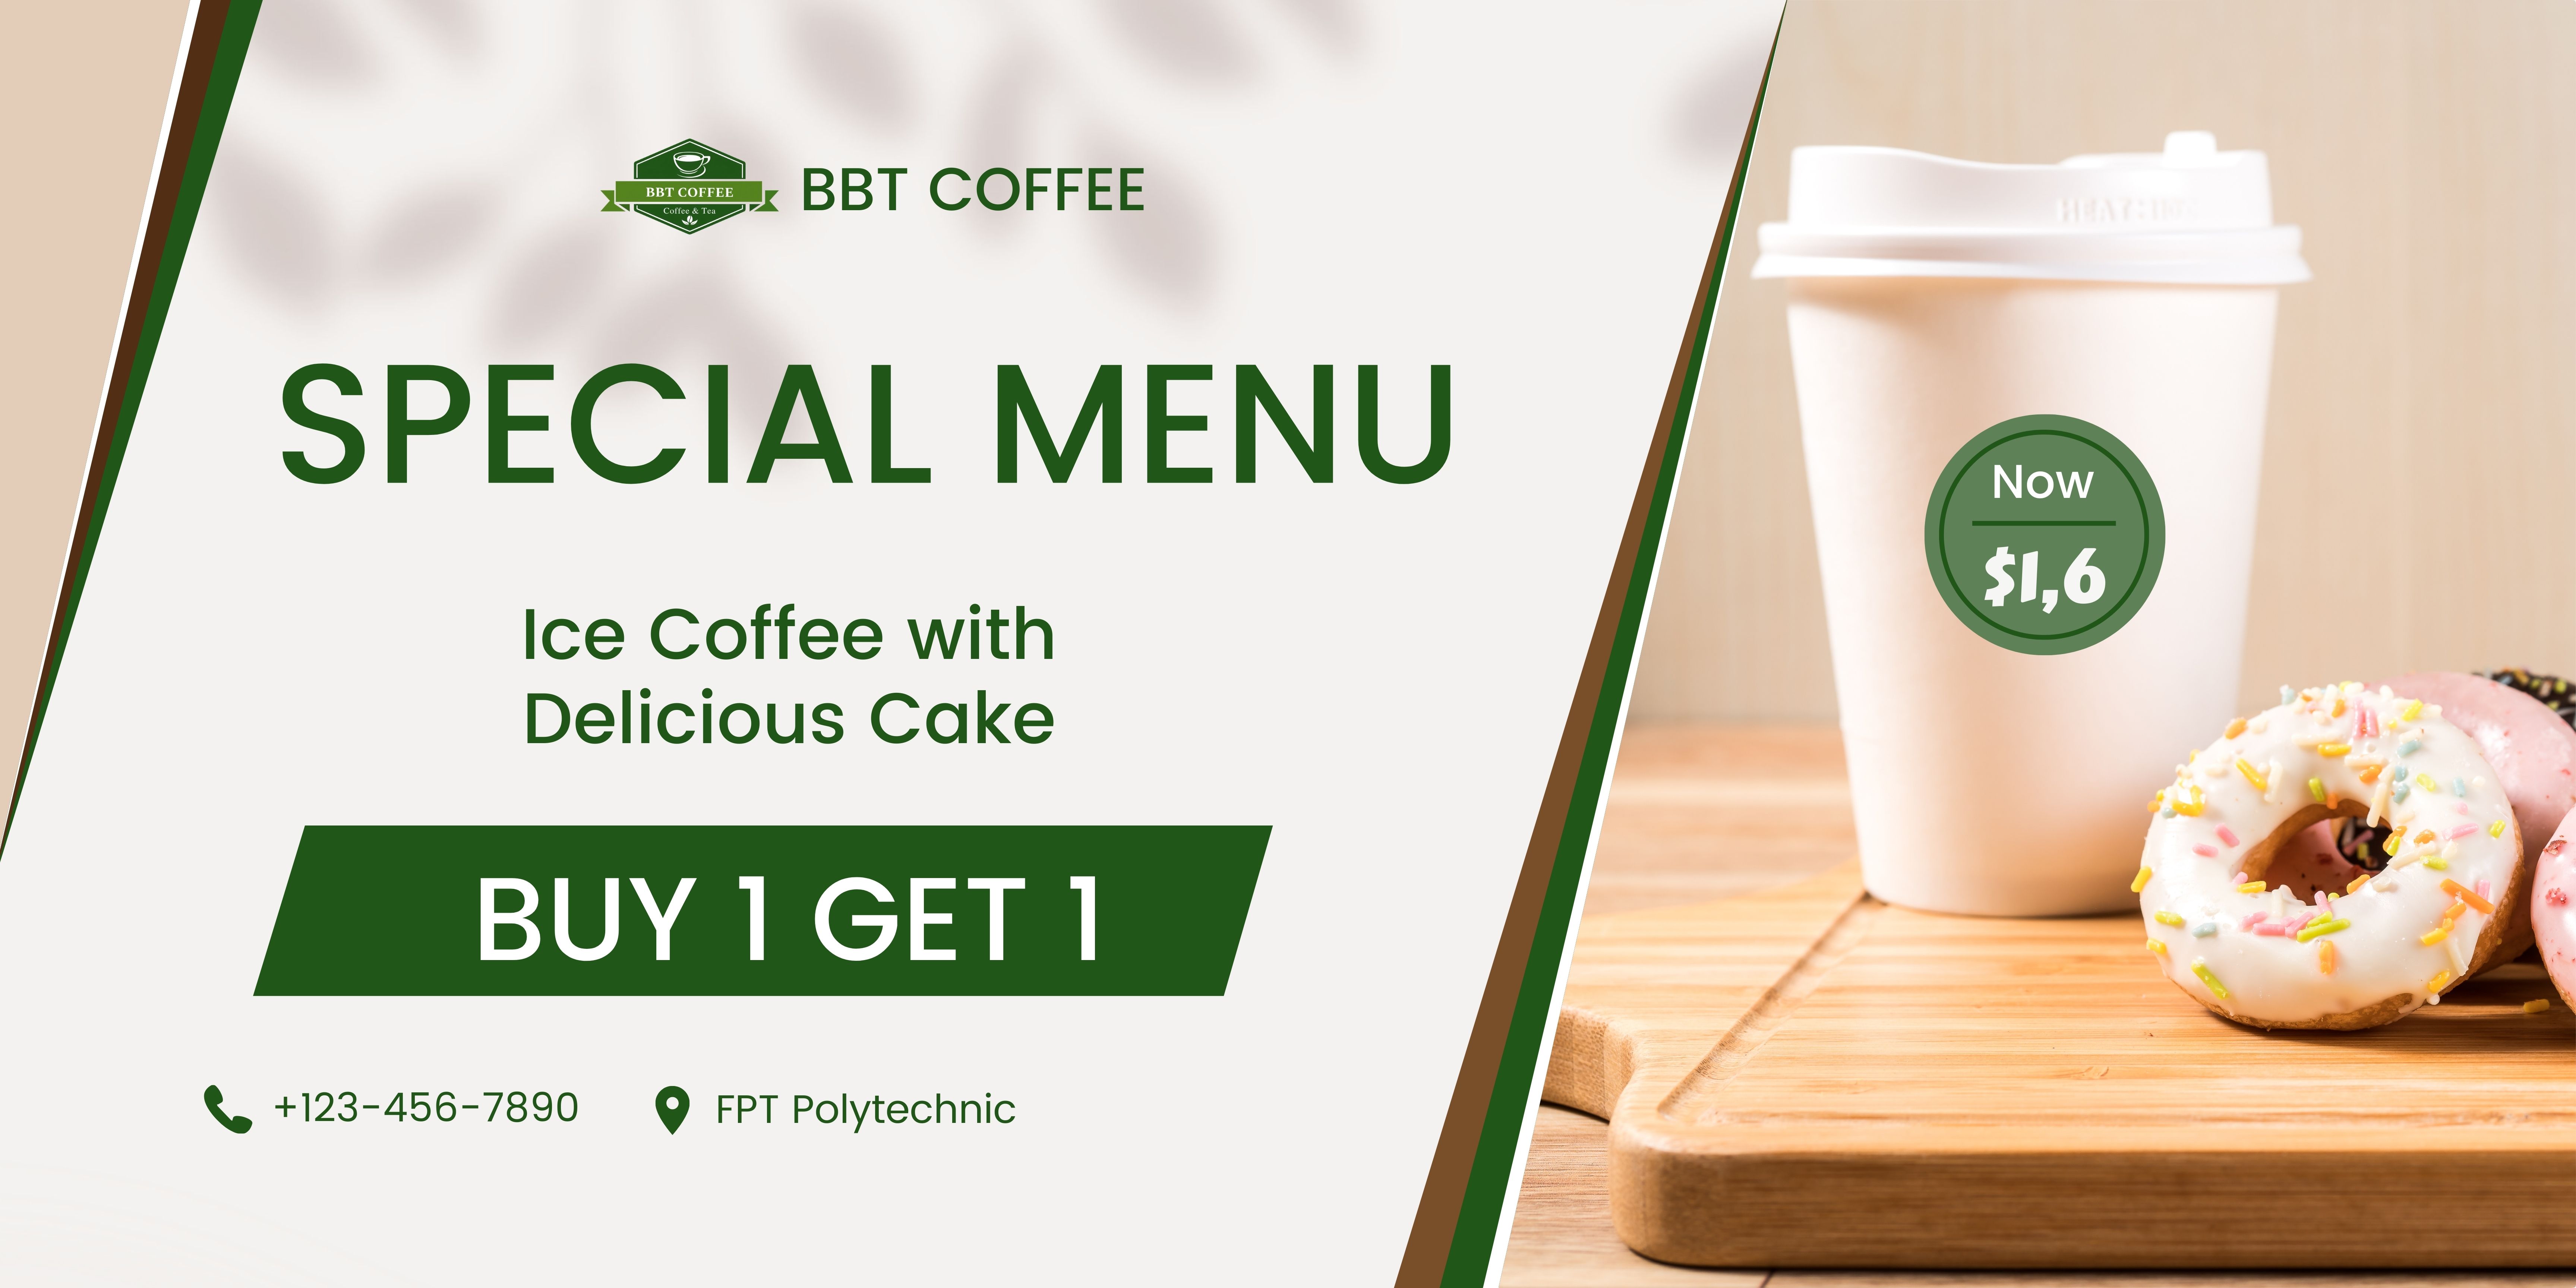 BBT COFFEE
Coffee & Tea
BBT COFFEE
SPECIAL MENU
Ice Coffee with
Delicious Cake
BUY 1 GET 1
+123-456-7890
FPT Polytechnic
Now
$1,6